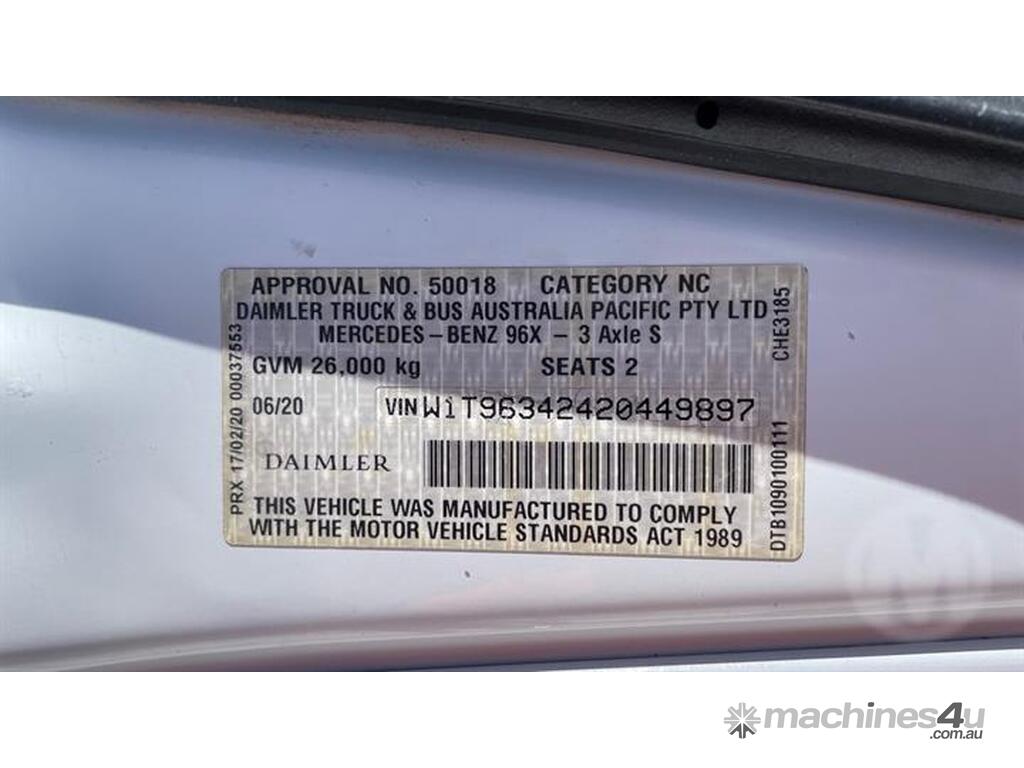 APPROVAL NO. 50018 CATEGORY NC
DAIMLER TRUCK & BUS AUSTRALIA PACIFIC PTY LTD
MERCEDES-BENZ 96X - 3 Axle S
GVM 26,000 kg SEATS 2
06/20 VIN W1T96342420449897
DAIMLER
THIS VEHICLE WAS MANUFACTURED TO COMPLY
WITH THE MOTOR VEHICLE STANDARDS ACT 1989
PRX 17/02/20 00037553
DTB1090100111 CHE3185
M
machines4u
.com.au